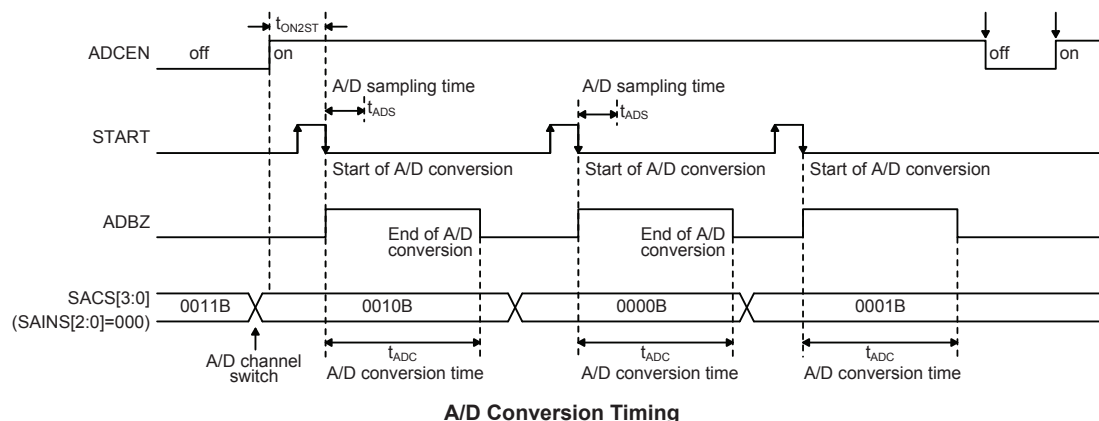 tON2ST
ADCEN
off
on
off
on
A/D sampling time
A/D sampling time
tADS
tADS
START
Start of A/D conversion
Start of A/D conversion
Start of A/D conversion
ADBZ
End of A/D
conversion
End of A/D
conversion
SACS[3:0]
(SAINS[2:0]=000)
0011B
0010B
0000B
0001B
A/D channel
switch
tADC
A/D conversion time
tADC
A/D conversion time
tADC
A/D conversion time
A/D Conversion Timing